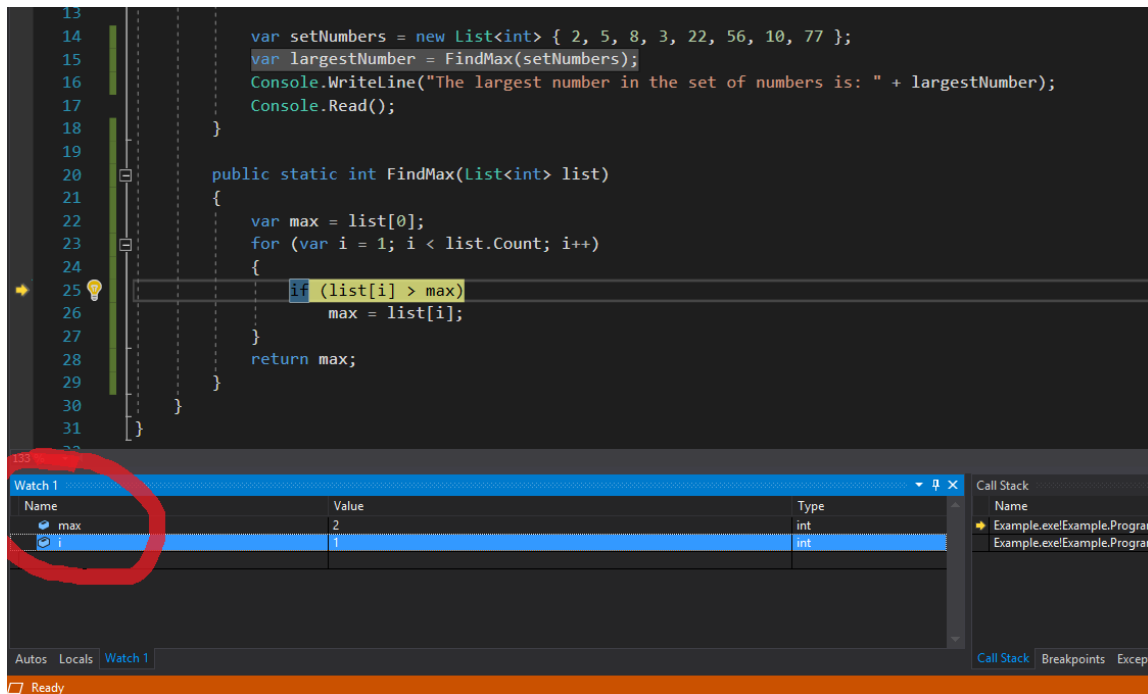 13
14 var setNumbers = new List<int> { 2, 5, 8, 3, 22, 56, 10, 77 };
15 var largestNumber = FindMax(setNumbers);
16 Console.WriteLine("The largest number in the set of numbers is: " + largestNumber);
17 Console.Read();
18 }
19
20 public static int FindMax(List<int> list)
21 {
22 var max = list[0];
23 for (var i = 1; i < list.Count; i++)
24 {
25 if (list[i] > max)
26 max = list[i];
27 }
28 return max;
29 }
30 }
31 }
Watch 1 Call Stack
Name Value Type Name
max 2 int Example.exe!Example.Progra
i 1 int Example.exe!Example.Progra
Autos Locals Watch 1 Call Stack Breakpoints Excep
Ready